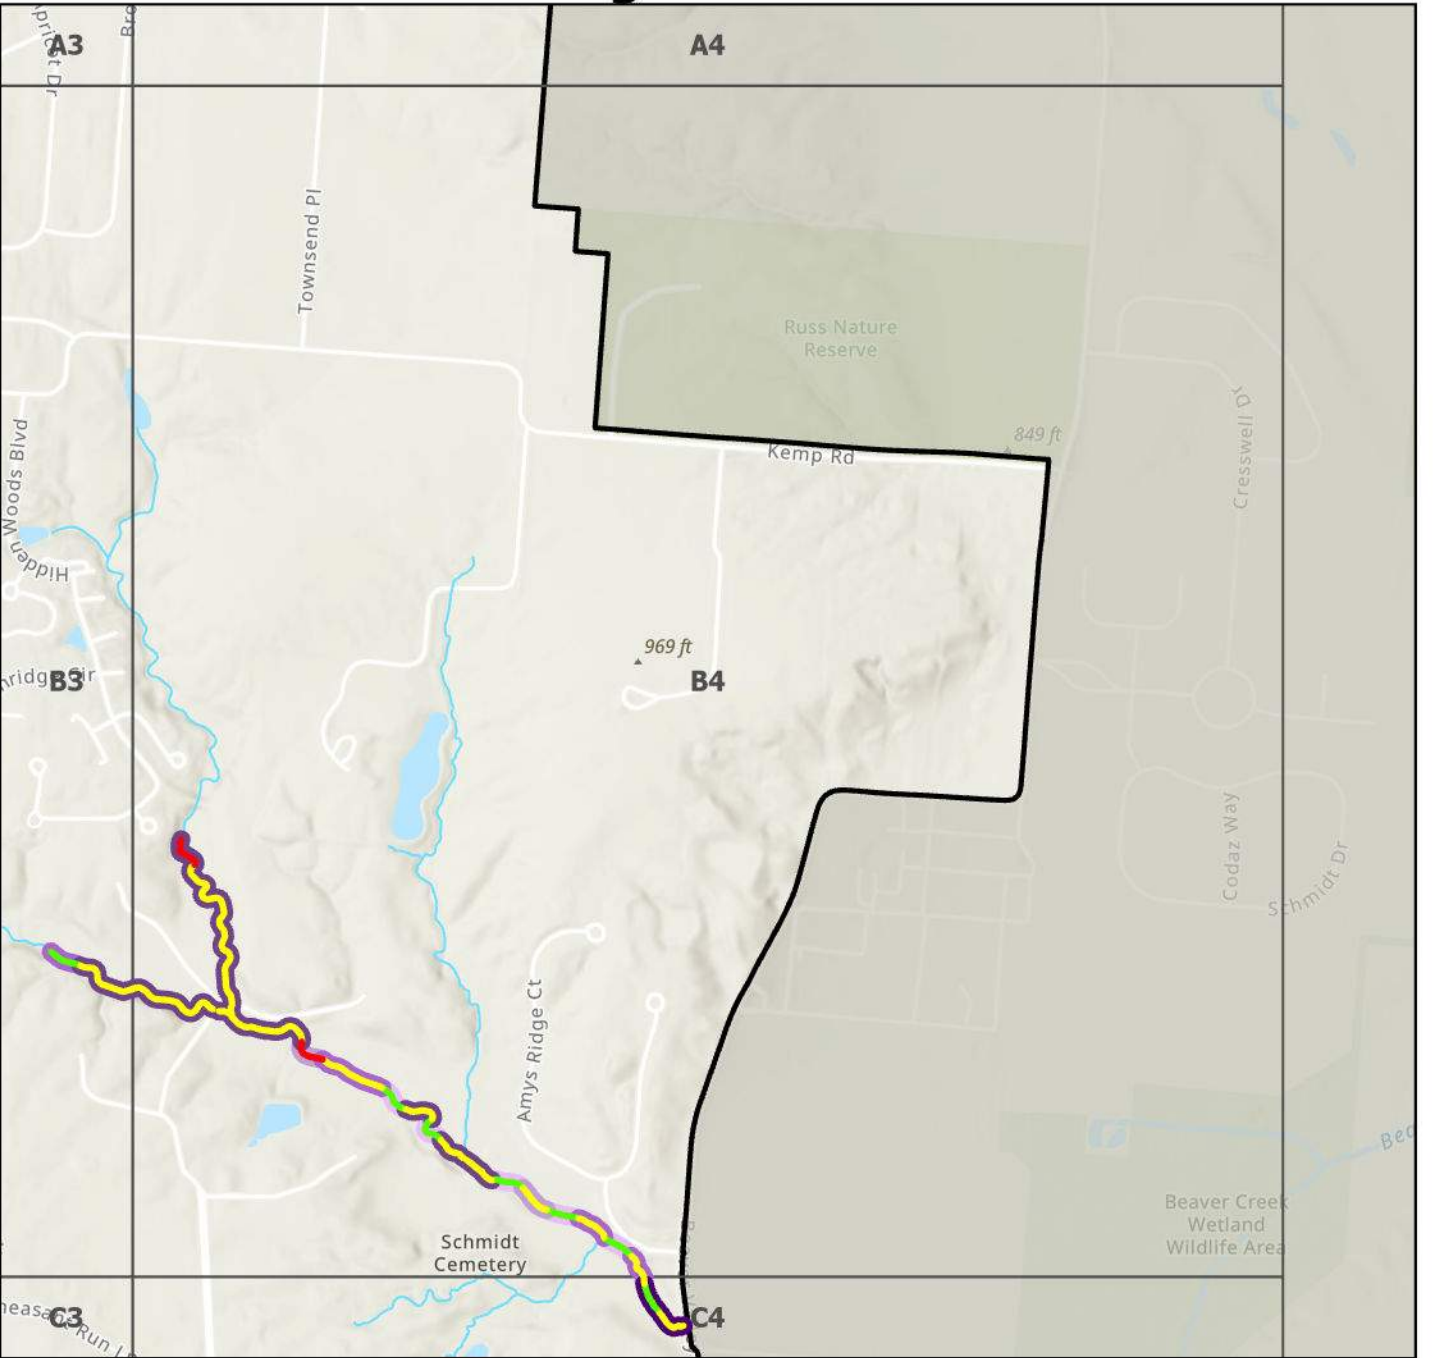 A3
A4
Townsend Pl
Russ Nature
Reserve
849 ft
Kemp Rd
Cresswell Dr
Woods Blvd
Hidden
969 ft
B3
B4
Codaz Way
Schmidt Dr
Amys Ridge Ct
Beaver Creek
Wetland
Wildlife Area
Schmidt
Cemetery
C3
C4
Run